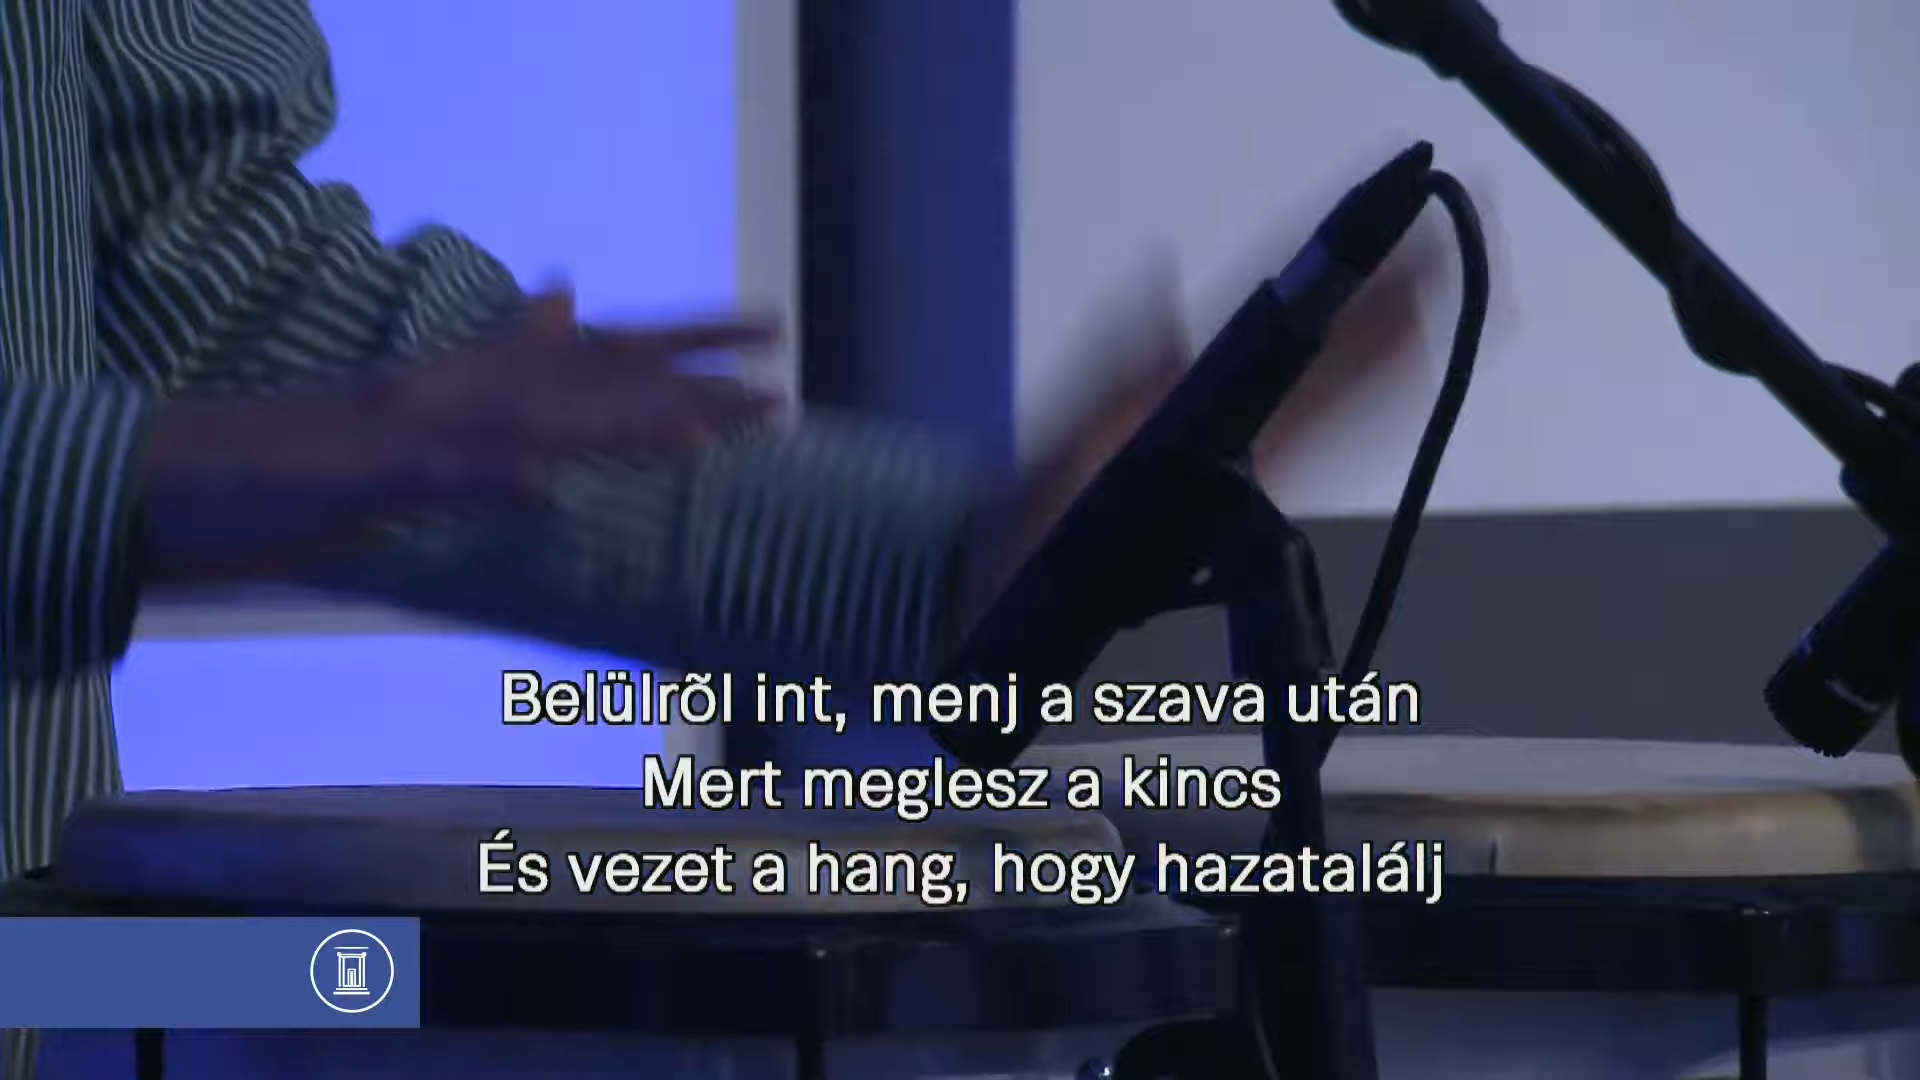 Belülrõl int, menj a szava után
Mert meglesz a kincs
És vezet a hang, hogy hazatalálj